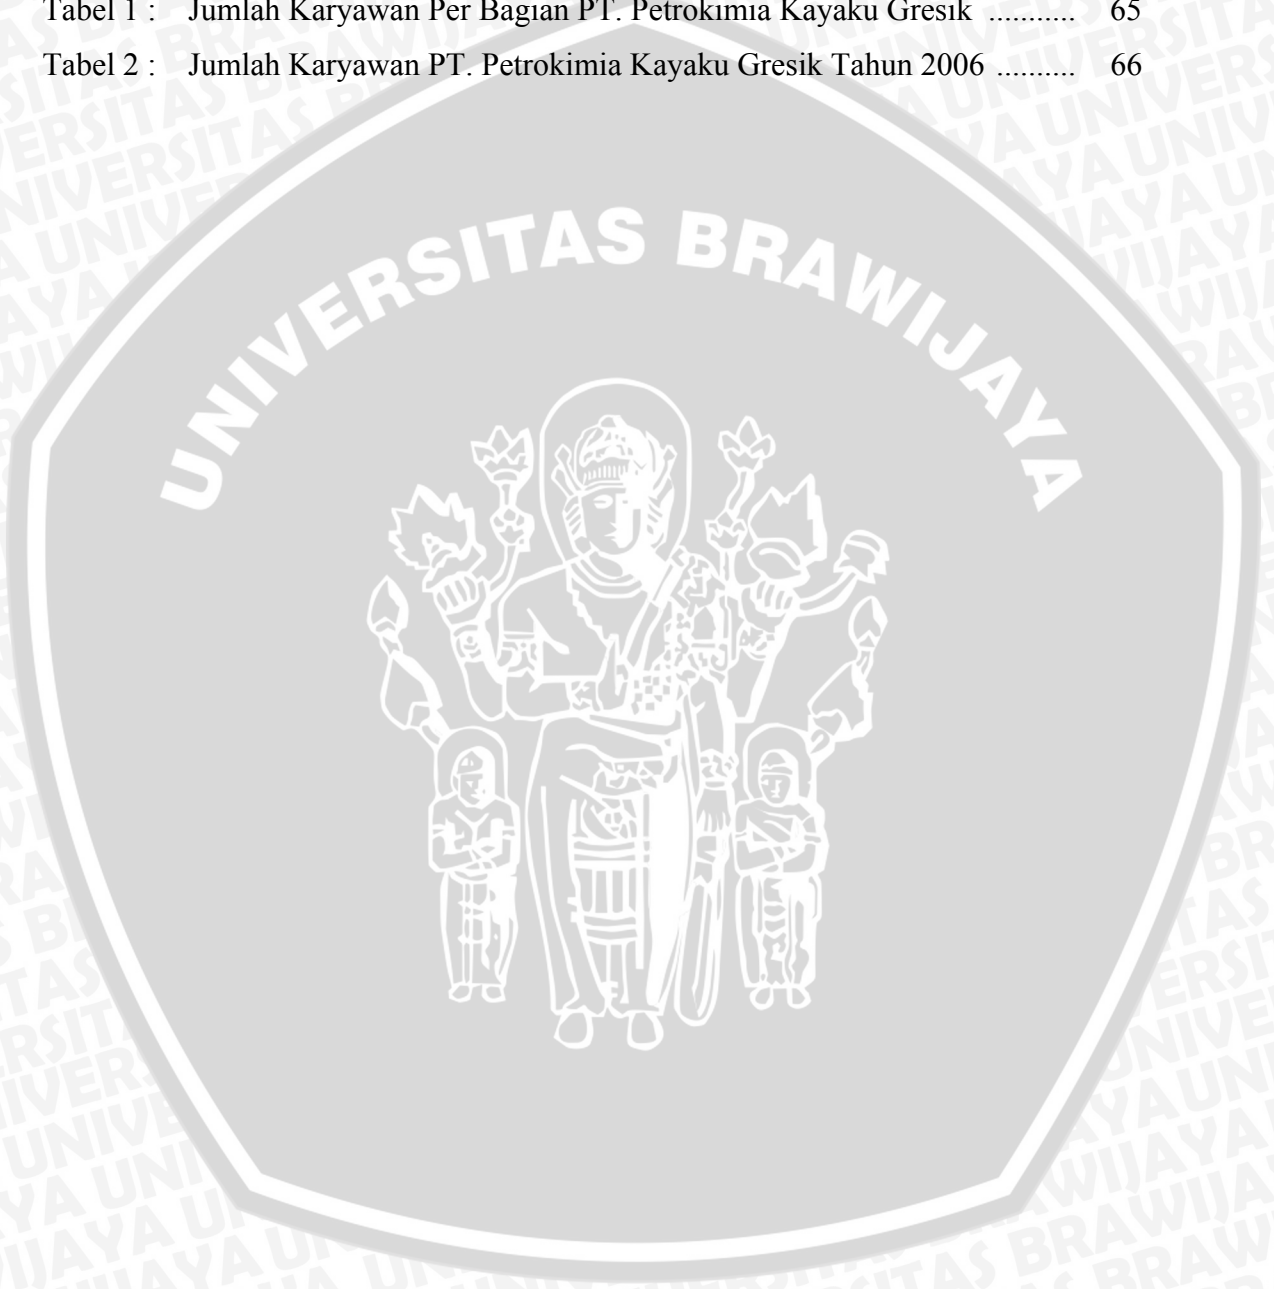 Tabel 1 : Jumlah Karyawan Per Bagian PT. Petrokimia Kayaku Gresik ........... 65
Tabel 2 : Jumlah Karyawan PT. Petrokimia Kayaku Gresik Tahun 2006 .......... 66
UNIVERSITAS BRAWIJAYA